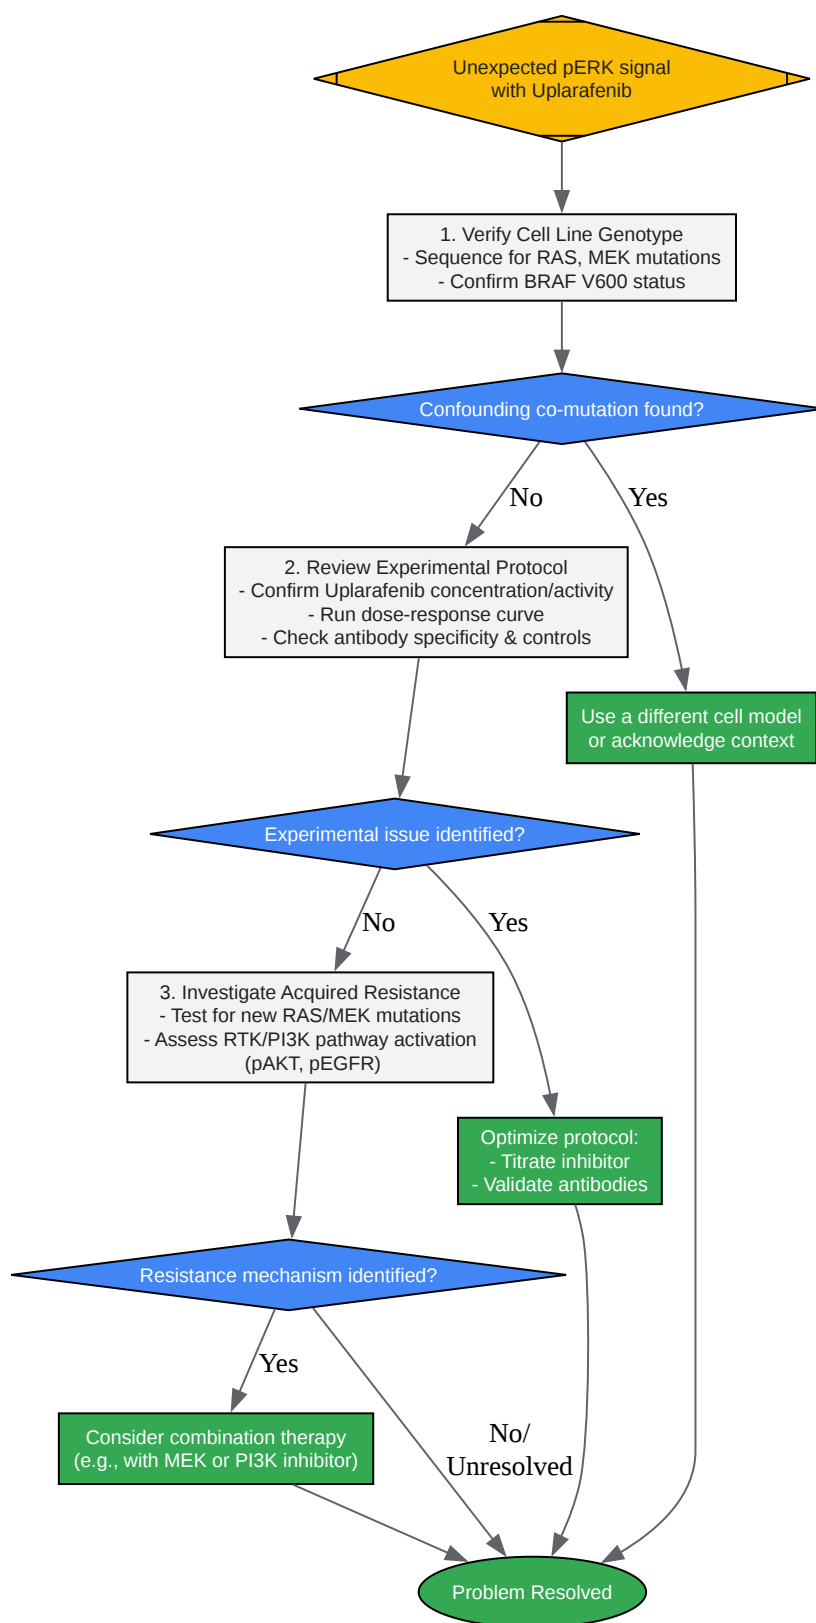 Unexpected pERK signal
with Uplarafenib
1. Verify Cell Line Genotype
- Sequence for RAS, MEK mutations
- Confirm BRAF V600 status
Confounding co-mutation found?
No
Yes
2. Review Experimental Protocol
- Confirm Uplarafenib concentration/activity
- Run dose-response curve
- Check antibody specificity & controls
Use a different cell model
or acknowledge context
Experimental issue identified?
No
Yes
3. Investigate Acquired Resistance
- Test for new RAS/MEK mutations
- Assess RTK/PI3K pathway activation
(pAKT, pEGFR)
Optimize protocol:
- Titrate inhibitor
- Validate antibodies
Resistance mechanism identified?
Yes
No/
Unresolved
Consider combination therapy
(e.g., with MEK or PI3K inhibitor)
Problem Resolved